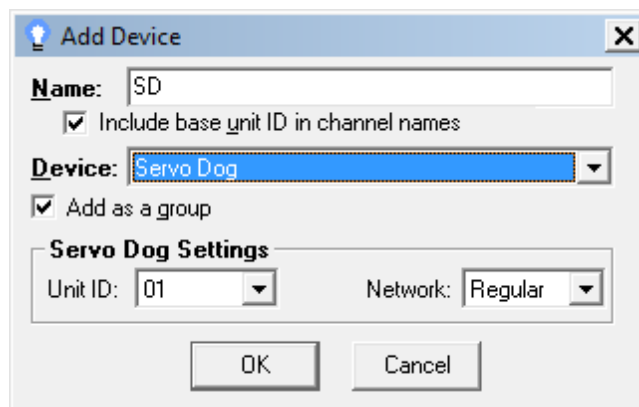 Add Device
Name: SD
Include base unit ID in channel names
Device: Servo Dog
Add as a group
Servo Dog Settings
Unit ID: 01 Network: Regular
OK Cancel